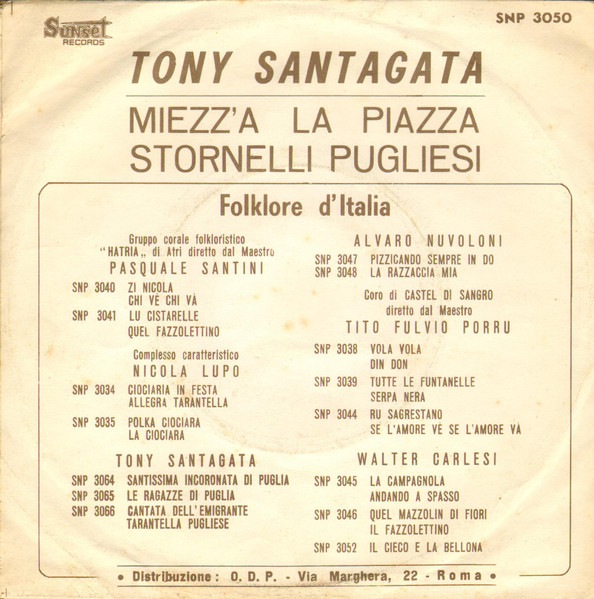 Sunset
RECORDS
SNP 3050
TONY SANTAGATA
MIEZZ'A LA PIAZZA
STORNELLI PUGLIESI
Folklore d'Italia
Gruppo corale folkloristico
"HATRIA„ di Atri diretto dal Maestro
PASQUALE SANTINI
SNP 3040 ZI NICOLA
CHI VÈ CHI VÀ
SNP 3041 LU CISTARELLE
QUEL FAZZOLETTINO
Complesso caratteristico
NICOLA LUPO
SNP 3034 CIOCIARIA IN FESTA
ALLEGRA TARANTELLA
SNP 3035 POLKA CIOCIARA
LA CIOCIARA
TONY SANTAGATA
SNP 3064 SANTISSIMA INCORONATA DI PUGLIA
SNP 3065 LE RAGAZZE DI PUGLIA
SNP 3066 CANTATA DELL'EMIGRANTE
TARANTELLA PUGLIESE
ALVARO NUVOLONI
SNP 3047 PIZZICANDO SEMPRE IN DO
SNP 3048 LA RAZZACCIA MIA
Coro di CASTEL DI SANGRO
diretto dal Maestro
TITO FULVIO PORRU
SNP 3038 VOLA VOLA
DIN DON
SNP 3039 TUTTE LE FUNTANELLE
SERPA NERA
SNP 3044 RU SAGRESTANO
SE L'AMORE VÈ SE L'AMORE VÀ
WALTER CARLESI
SNP 3045 LA CAMPAGNOLA
ANDANDO A SPASSO
SNP 3046 QUEL MAZZOLIN DI FIORI
IL FAZZOLETTINO
SNP 3052 IL CIECO E LA BELLONA
• Distribuzione: O. D. P. - Via Marghera, 22 - Roma •